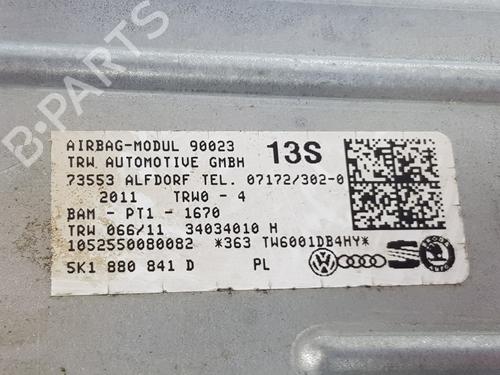 AIRBAG-MODUL 90023 13S
TRW AUTOMOTIVE GMBH
73553 ALFDORF TEL. 07172/302-0
2011 TRW0 - 4
BAM - PT1 - 1670
TRW 066/11 34034010 H
1052550080082 *363 TW6001DB4HY*
5K1 880 841 D PL
B-PARTS